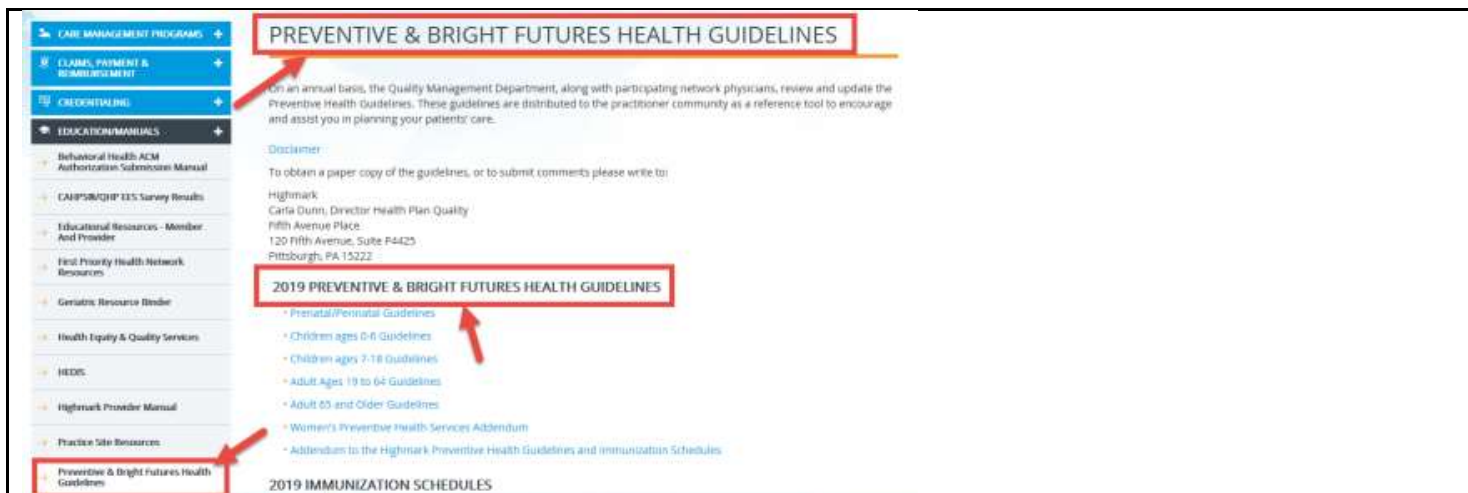 CARE MANAGEMENT PROGRAMS +
CLAIMS, PAYMENT & +
REIMBURSEMENT
CREDENTIALING +
EDUCATION/MANUALS +
Behavioral Health ACM
Authorization Submission Manual
CAHPS®/QHP EES Survey Results
Educational Resources - Member
And Provider
First Priority Health Network
Resources
Geriatric Resource Binder
Health Equity & Quality Services
HEDIS
Highmark Provider Manual
Practice Site Resources
Preventive & Bright Futures Health
Guidelines
PREVENTIVE & BRIGHT FUTURES HEALTH GUIDELINES
On an annual basis, the Quality Management Department, along with participating network physicians, review and update the
Preventive Health Guidelines. These guidelines are distributed to the practitioner community as a reference tool to encourage
and assist you in planning your patients' care.
Disclaimer
To obtain a paper copy of the guidelines, or to submit comments please write to:
Highmark
Carla Dunn, Director Health Plan Quality
Fifth Avenue Place
120 Fifth Avenue, Suite P4425
Pittsburgh, PA 15222
2019 PREVENTIVE & BRIGHT FUTURES HEALTH GUIDELINES
• Prenatal/Perinatal Guidelines
• Children ages 0-6 Guidelines
• Children ages 7-18 Guidelines
• Adult Ages 19 to 64 Guidelines
• Adult 65 and Older Guidelines
• Women's Preventive Health Services Addendum
• Addendum to the Highmark Preventive Health Guidelines and Immunization Schedules
2019 IMMUNIZATION SCHEDULES